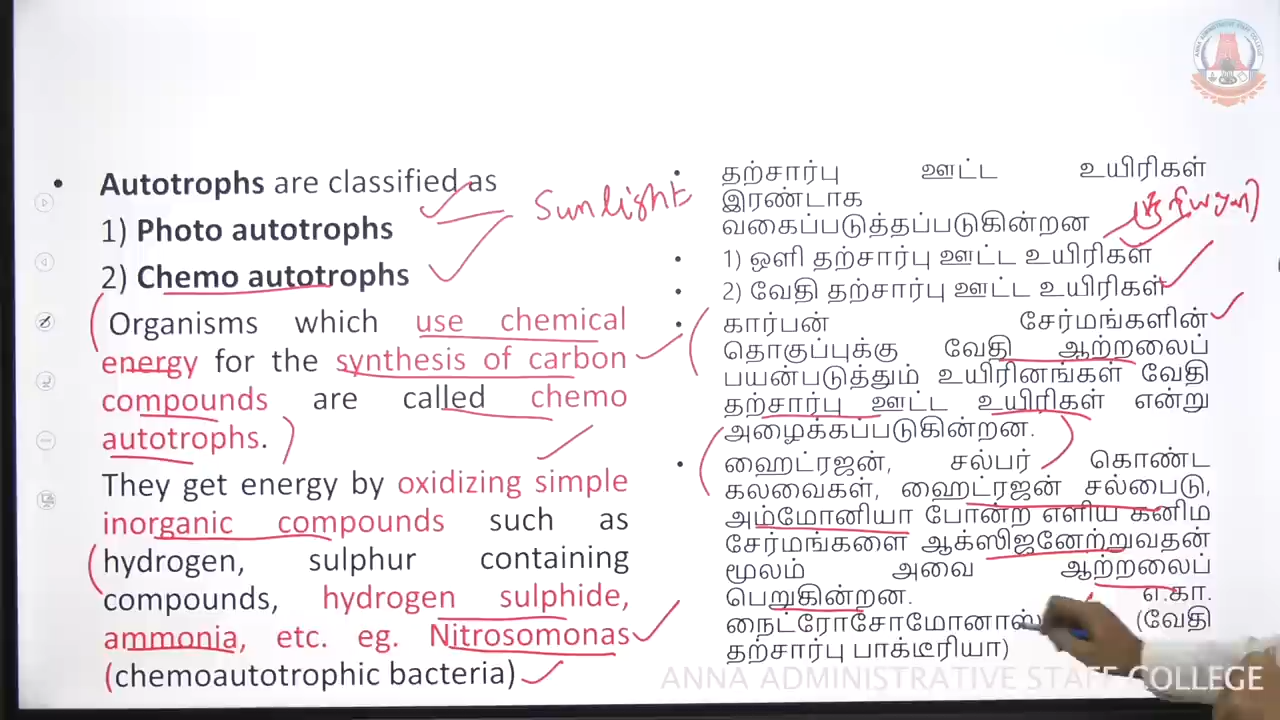 ANNA ADMINISTRATIVE STAFF COLLEGE
• Autotrophs are classified as
1) Photo autotrophs
2) Chemo autotrophs
Sunlight
Organisms which use chemical
energy for the synthesis of carbon
compounds are called chemo
autotrophs.
They get energy by oxidizing simple
inorganic compounds such as
hydrogen, sulphur containing
compounds, hydrogen sulphide,
ammonia, etc. eg. Nitrosomonas
(chemoautotrophic bacteria)
• தற்சார்பு ஊட்ட உயிரிகள்
இரண்டாக
வகைப்படுத்தப்படுகின்றன
• 1) ஒளி தற்சார்பு ஊட்ட உயிரிகள்
• 2) வேதி தற்சார்பு ஊட்ட உயிரிகள்
• கார்பன் சேர்மங்களின்
தொகுப்புக்கு வேதி ஆற்றலைப்
பயன்படுத்தும் உயிரினங்கள் வேதி
தற்சார்பு ஊட்ட உயிரிகள் என்று
அழைக்கப்படுகின்றன.
• ஹைட்ரஜன், சல்பர் கொண்ட
கலவைகள், ஹைட்ரஜன் சல்பைடு,
அம்மோனியா போன்ற எளிய கனிம
சேர்மங்களை ஆக்ஸிஜனேற்றுவதன்
மூலம் அவை ஆற்றலைப்
பெறுகின்றன. எ.கா.
நைட்ரோசோமோனாஸ் (வேதி
தற்சார்பு பாக்டீரியா)
ANNA ADMINISTRATIVE STAFF COLLEGE